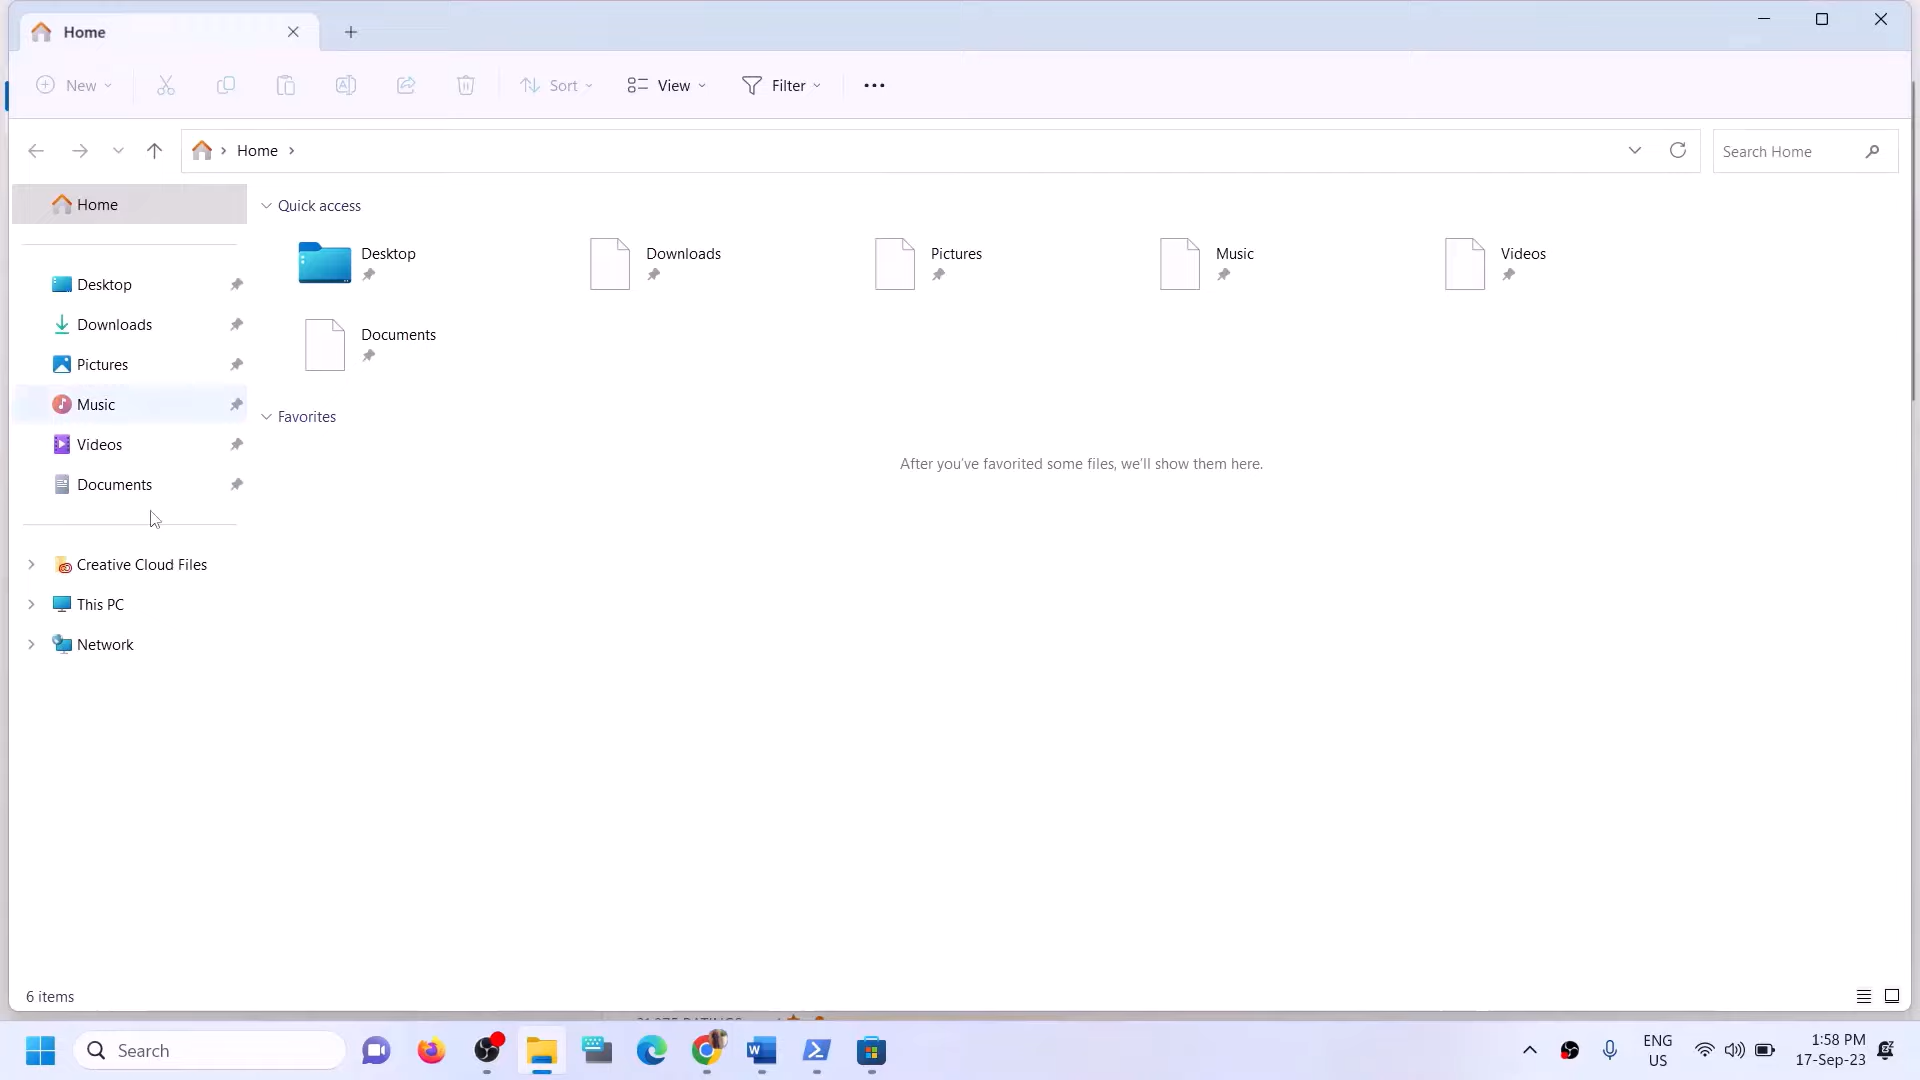 Home
New
Sort
View
Filter
Home
Search Home
Home
Desktop
Downloads
Pictures
Music
Videos
Documents
Creative Cloud Files
This PC
Network
Quick access
Desktop
Downloads
Pictures
Music
Videos
Documents
Favorites
After you've favorited some files, we'll show them here.
6 items
Search
ENG
US
1:58 PM
17-Sep-23